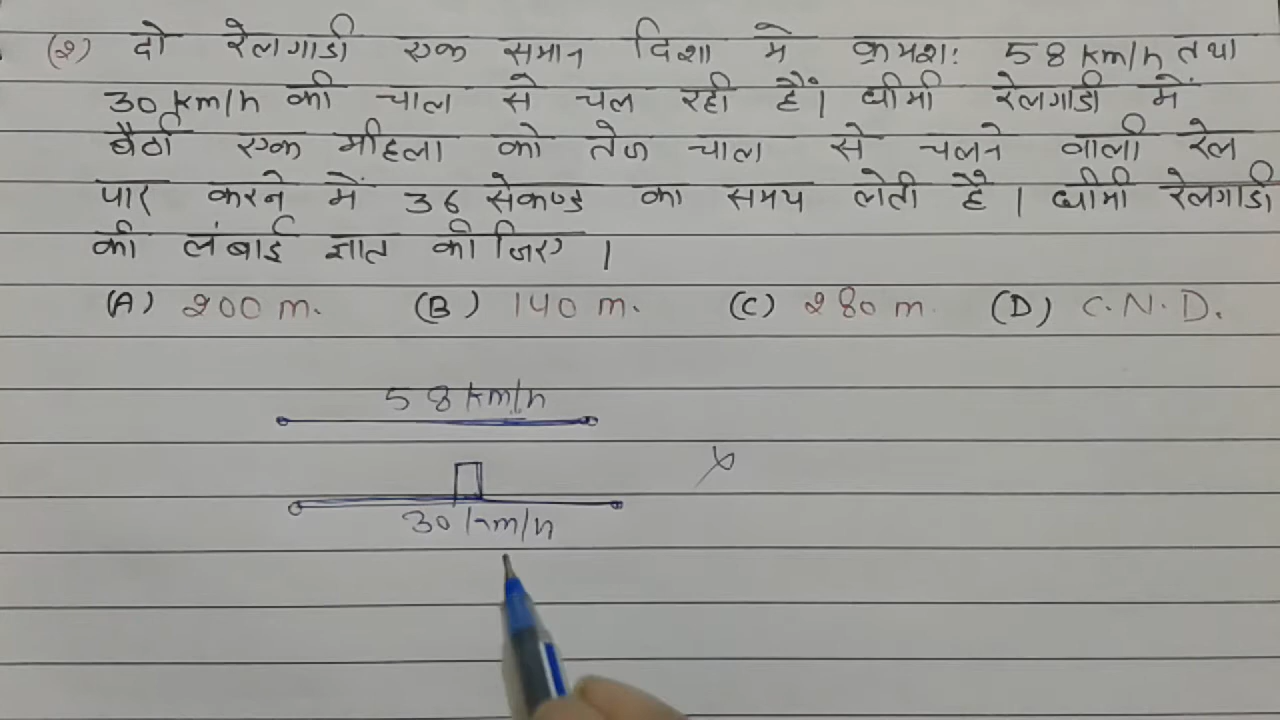 (२) दो रेलगाडी एक समान दिशा मे क्रमश: 58 km/h तथा
30 km/h की चाल से चल रही हैं। धीमी रेलगाडी में
बैठी एक महिला को तेज चाल से चलने वाली रेल
पार करने में 36 सेकण्ड का समय लेती है । धीमी रेलगाडी
की लंबाई ज्ञात कीजिए ।
(A) 200 m. (B) 140 m. (C) 280 m (D) C.N.D.
58 km/h
30 km/h